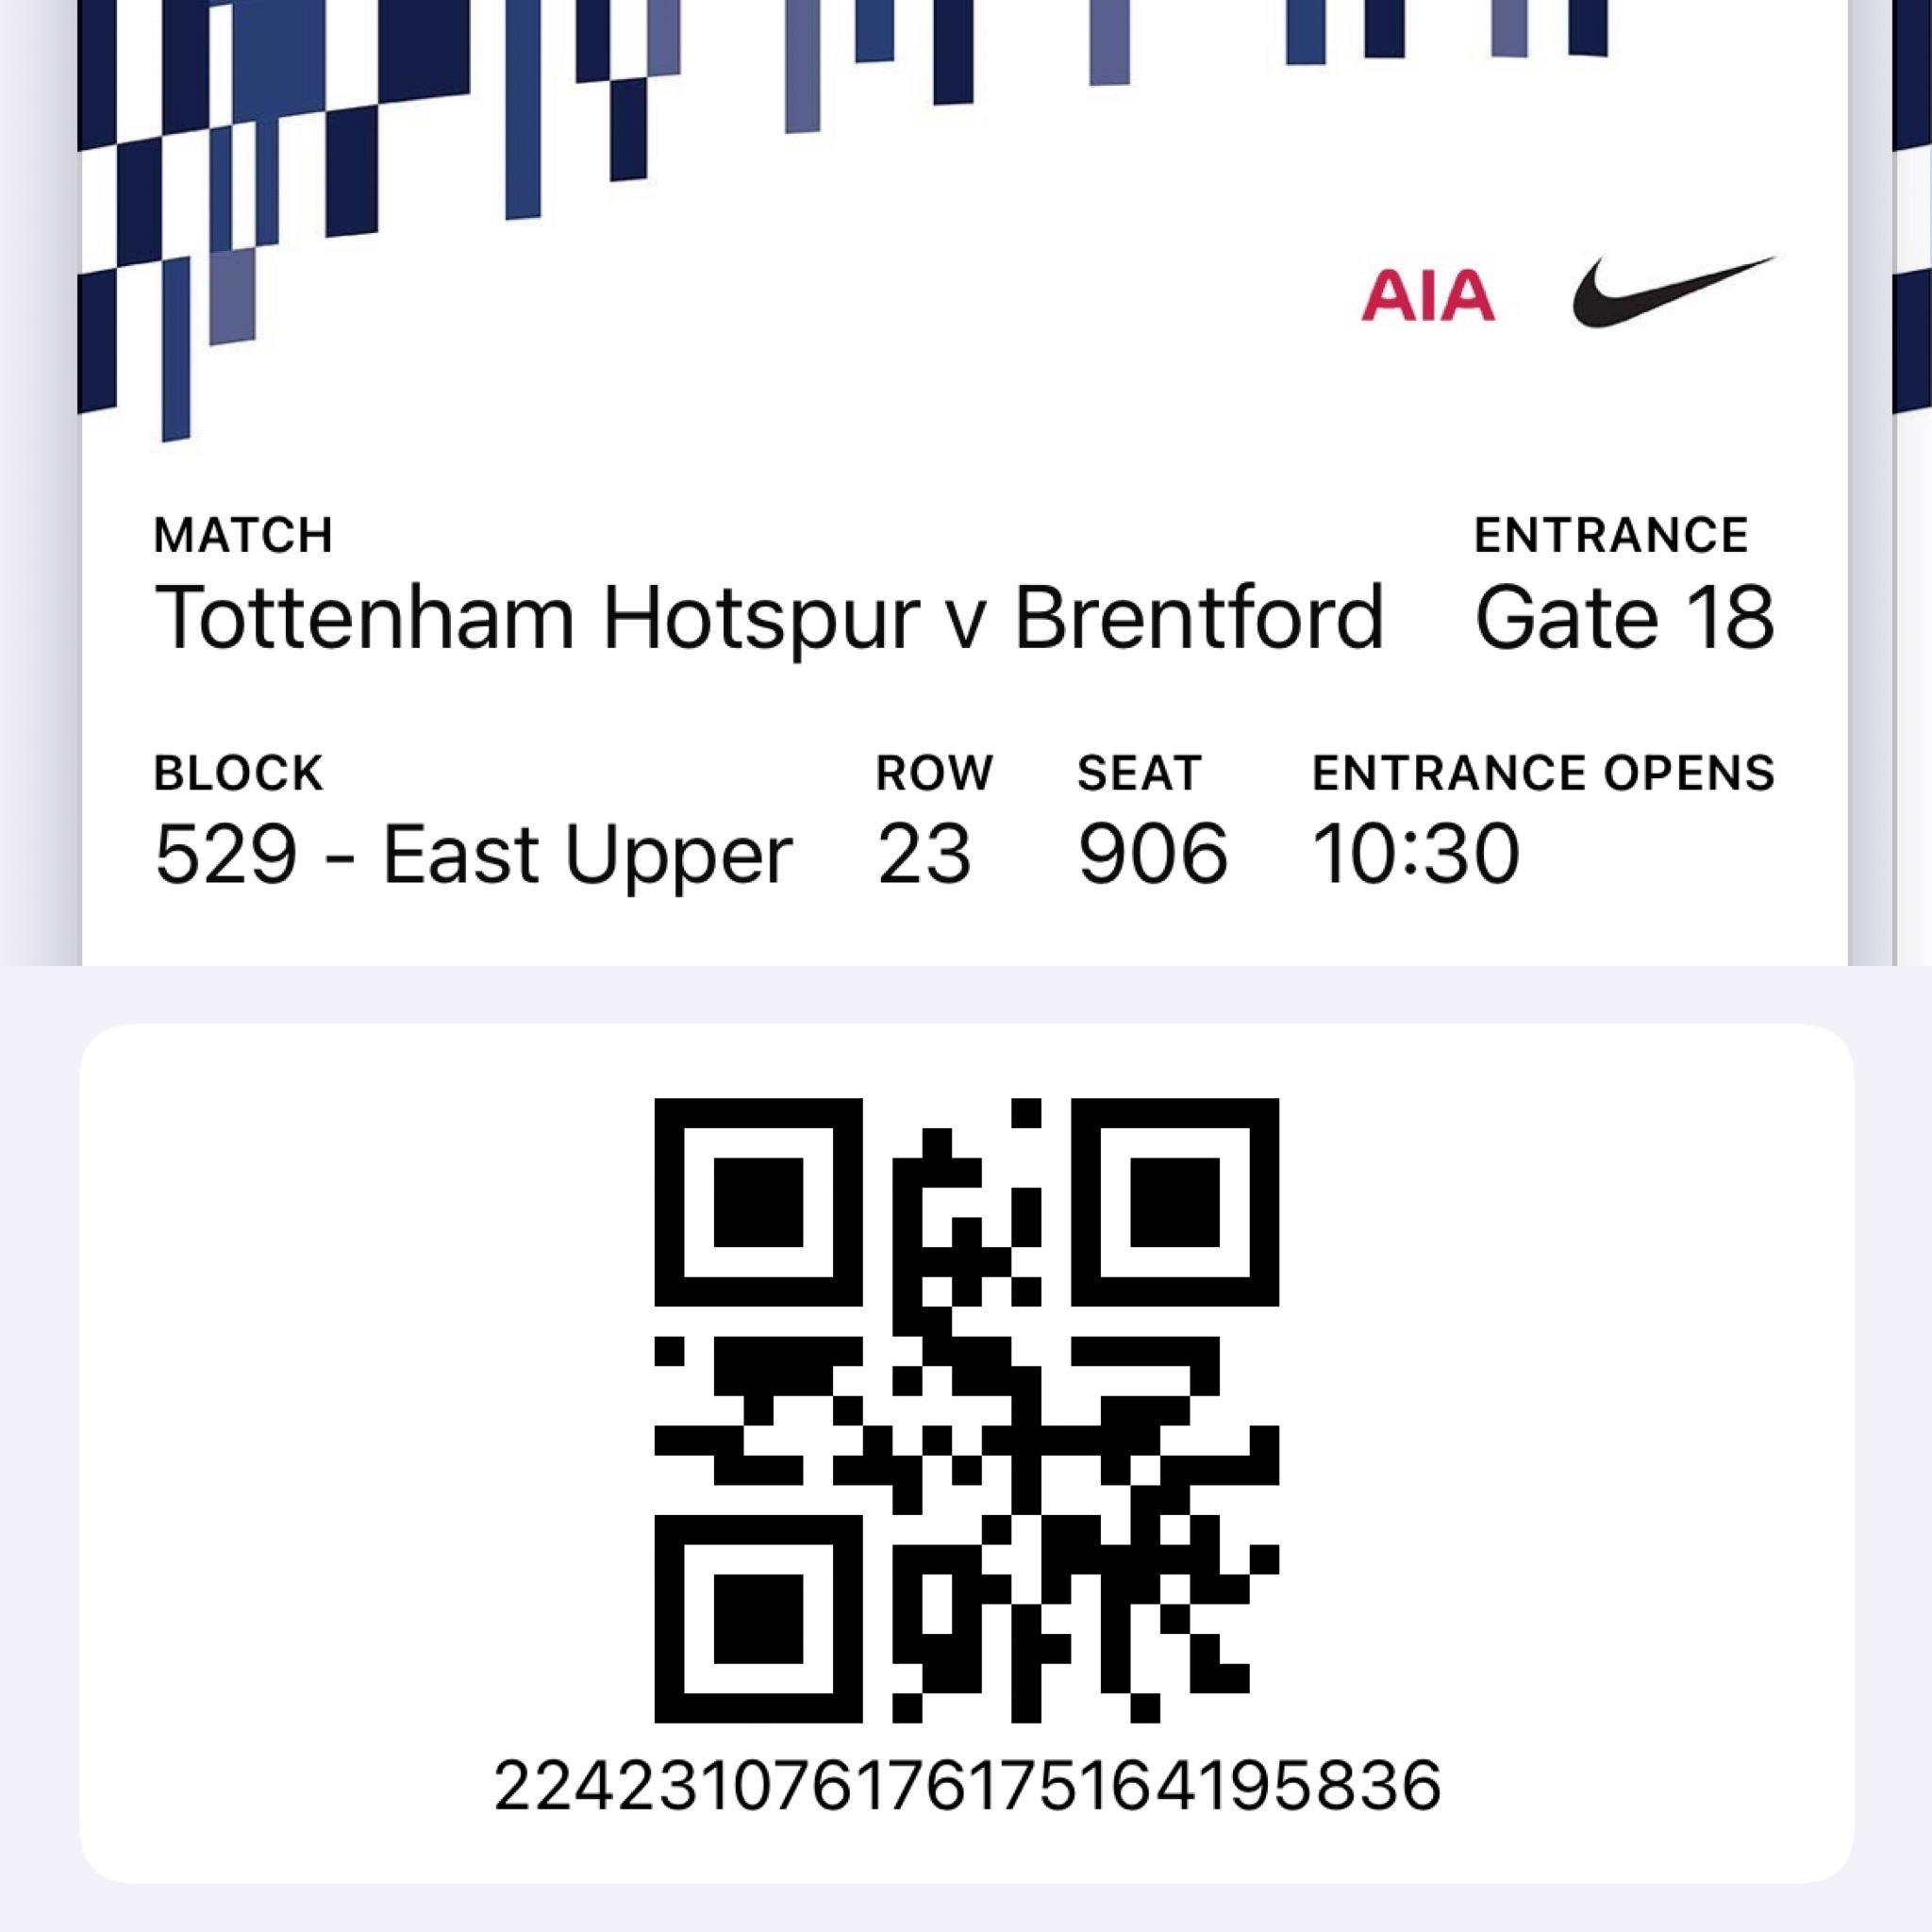 AIA
MATCH
ENTRANCE
Tottenham Hotspur v Brentford
Gate 18
BLOCK
ROW
SEAT
ENTRANCE OPENS
529 - East Upper
23
906
10:30
224231076176175164195836